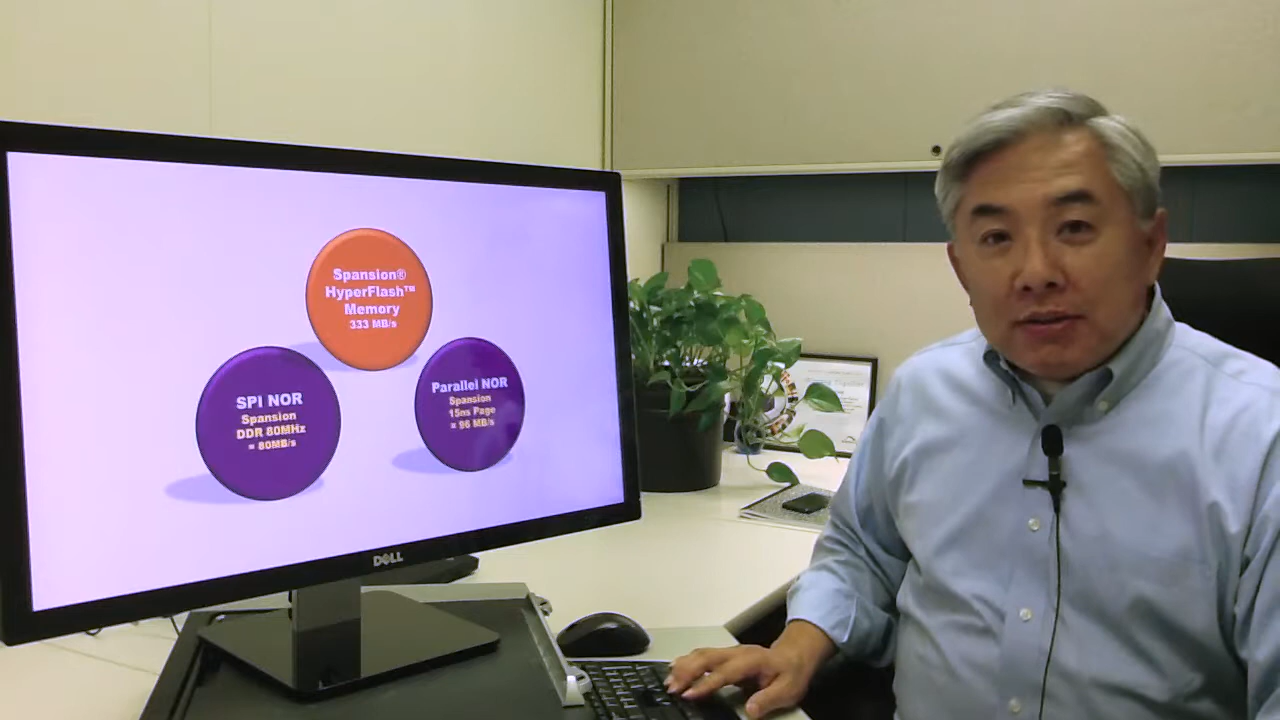 Spansion®
HyperFlash™
Memory
333 MB/s
SPI NOR
Spansion
DDR 80MHz
= 80MB/s
Parallel NOR
Spansion
15ns Page
= 96 MB/s
DELL